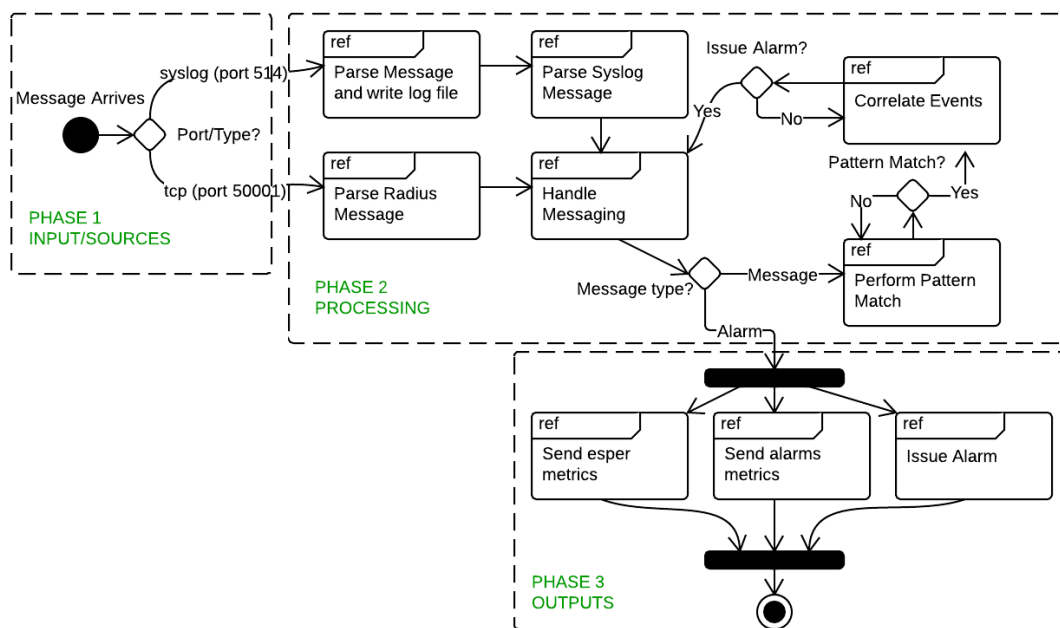 Message Arrives
Port/Type?
syslog (port 514)
tcp (port 50001)
PHASE 1
INPUT/SOURCES
ref
Parse Message
and write log file
ref
Parse Syslog
Message
Issue Alarm?
Yes
No
ref
Correlate Events
ref
Parse Radius
Message
ref
Handle
Messaging
Pattern Match?
No
Yes
ref
Perform Pattern
Match
Message type?
Message
Alarm
PHASE 2
PROCESSING
ref
Send esper
metrics
ref
Send alarms
metrics
ref
Issue Alarm
PHASE 3
OUTPUTS